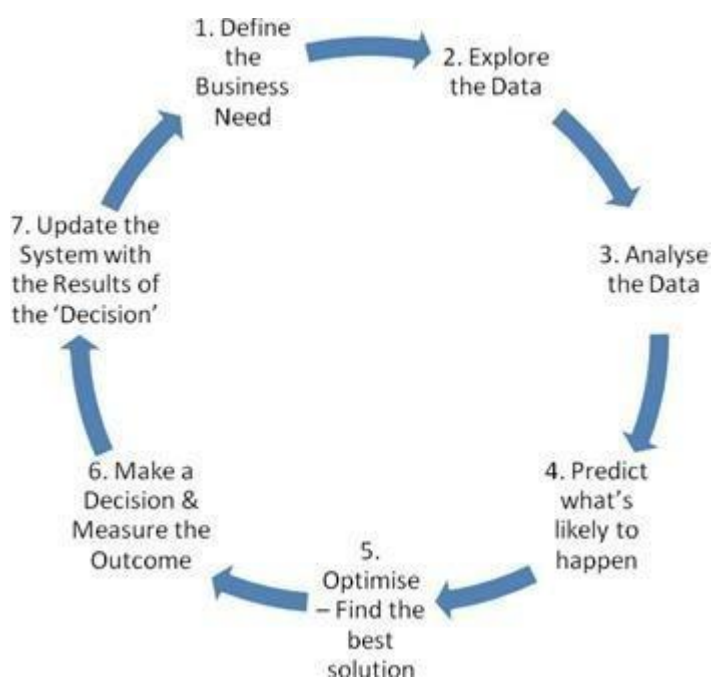 1. Define
the
Business
Need
2. Explore
the Data
3. Analyse
the Data
4. Predict
what's
likely to
happen
5.
Optimise
– Find the
best
solution
6. Make a
Decision &
Measure the
Outcome
7. Update the
System with
the Results of
the ‘Decision’